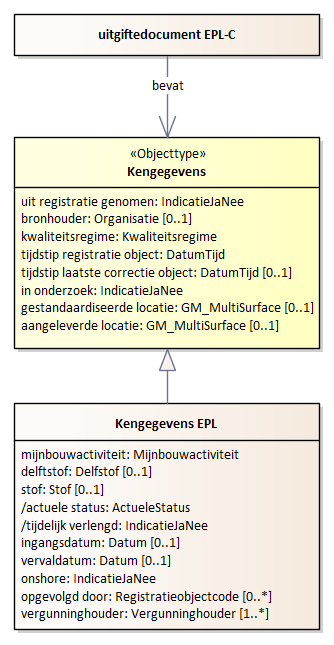 uitgiftedocument EPL-C
bevat
«Objecttype»
Kengegevens
uit registratie genomen: IndicatieJaNee
bronhouder: Organisatie [0..1]
kwaliteitsregime: Kwaliteitsregime
tijdstip registratie object: DatumTijd
tijdstip laatste correctie object: DatumTijd [0..1]
in onderzoek: IndicatieJaNee
gestandaardiseerde locatie: GM_MultiSurface [0..1]
aangeleverde locatie: GM_MultiSurface [0..1]
Kengegevens EPL
mijnbouwactiviteit: Mijnbouwactiviteit
delftstof: Delfstof [0..1]
stof: Stof [0..1]
/actuele status: ActueleStatus
/tijdelijk verlengd: IndicatieJaNee
ingangsdatum: Datum [0..1]
vervaldatum: Datum [0..1]
onshore: IndicatieJaNee
opgevolgd door: Registratieobjectcode [0..*]
vergunninghouder: Vergunninghouder [1..*]